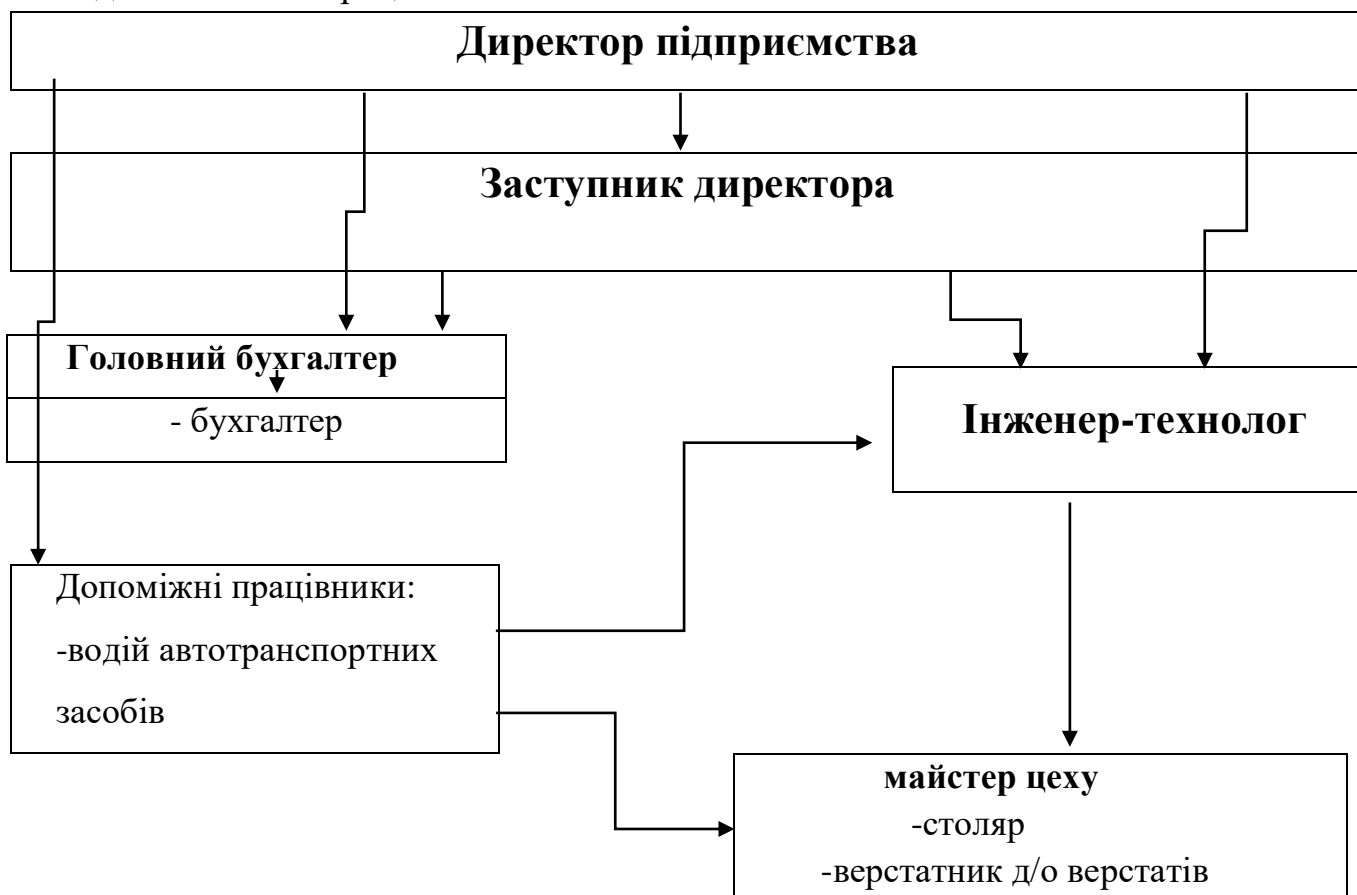 Директор підприємства
Заступник директора
Головний бухгалтер
- бухгалтер
Інженер-технолог
Допоміжні працівники:
-водій автотранспортних
засобів
майстер цеху
-столяр
-верстатник д/о верстатів